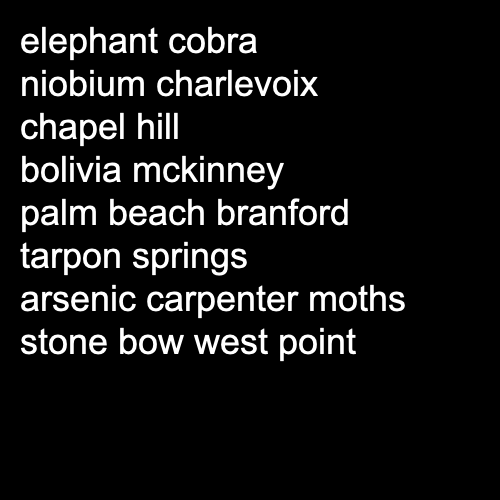 elephant cobra
niobium charlevoix
chapel hill
bolivia mckinney
palm beach branford
tarpon springs
arsenic carpenter moths
stone bow west point